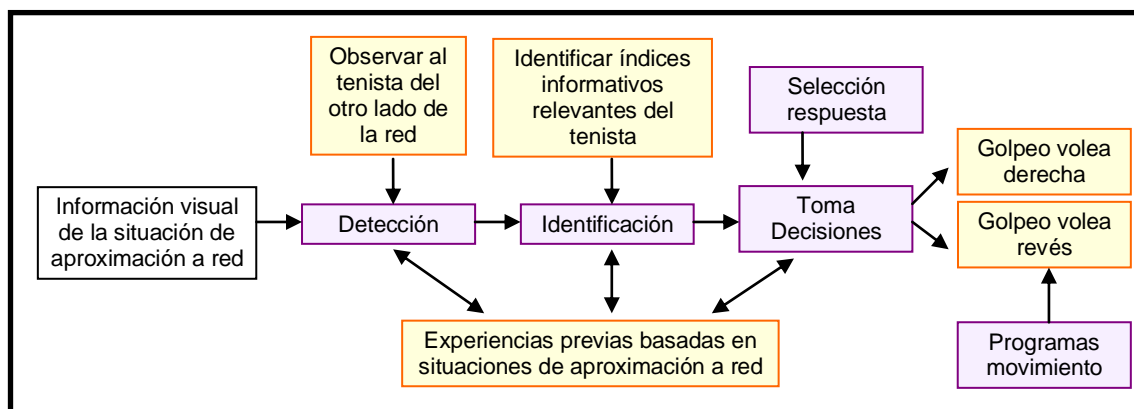 Observar al
tenista del
otro lado de
la red
Identificar índices
informativos
relevantes del
tenista
Selección
respuesta
Golpeo volea
derecha
Información visual
de la situación de
aproximación a red
Detección
Identificación
Toma
Decisiones
Golpeo volea
revés
Experiencias previas basadas en
situaciones de aproximación a red
Programas
movimiento